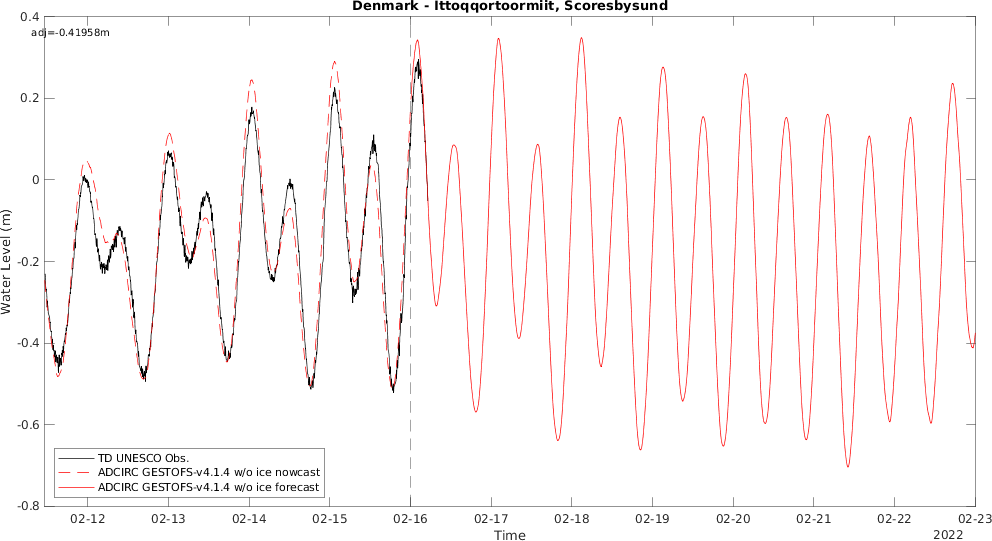 Denmark - Ittoqqortoormiit, Scoresbysund
adj=-0.41958m
0.4
0.2
0
-0.2
-0.4
-0.6
-0.8
Water Level (m)
TD UNESCO Obs.
ADCIRC GESTOFS-v4.1.4 w/o ice nowcast
ADCIRC GESTOFS-v4.1.4 w/o ice forecast
02-12 02-13 02-14 02-15 02-16 02-17 02-18 02-19 02-20 02-21 02-22 02-23
Time
2022